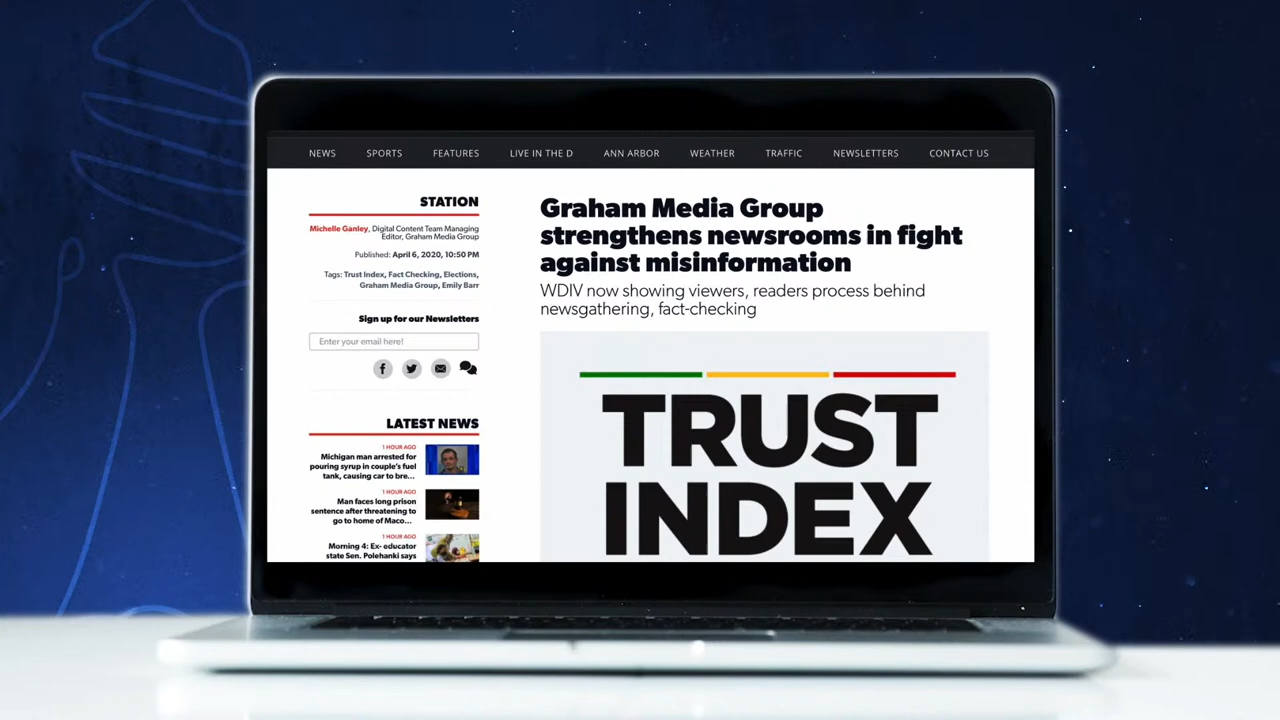 NEWS SPORTS FEATURES LIVE IN THE D ANN ARBOR WEATHER TRAFFIC NEWSLETTERS CONTACT US
STATION
Michelle Ganley, Digital Content Team Managing
Editor, Graham Media Group
Published: April 6, 2020, 10:50 PM
Tags: Trust Index, Fact Checking, Elections,
Graham Media Group, Emily Barr
Sign up for our Newsletters
Enter your email here!
LATEST NEWS
1 HOUR AGO
Michigan man arrested for
pouring syrup in couple's fuel
tank, causing car to bre...
1 HOUR AGO
Man faces long prison
sentence after threatening to
go to home of Maco...
1 HOUR AGO
Morning 4: Ex- educator
state Sen. Polehanki says
Graham Media Group
strengthens newsrooms in fight
against misinformation
WDIV now showing viewers, readers process behind
newsgathering, fact-checking
TRUST
INDEX